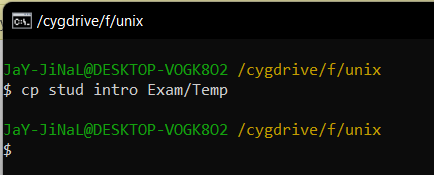 /cygdrive/f/unix
JaY-JiNaL@DESKTOP-VOGK8O2 /cygdrive/f/unix
$ cp stud intro Exam/Temp
JaY-JiNaL@DESKTOP-VOGK8O2 /cygdrive/f/unix
$